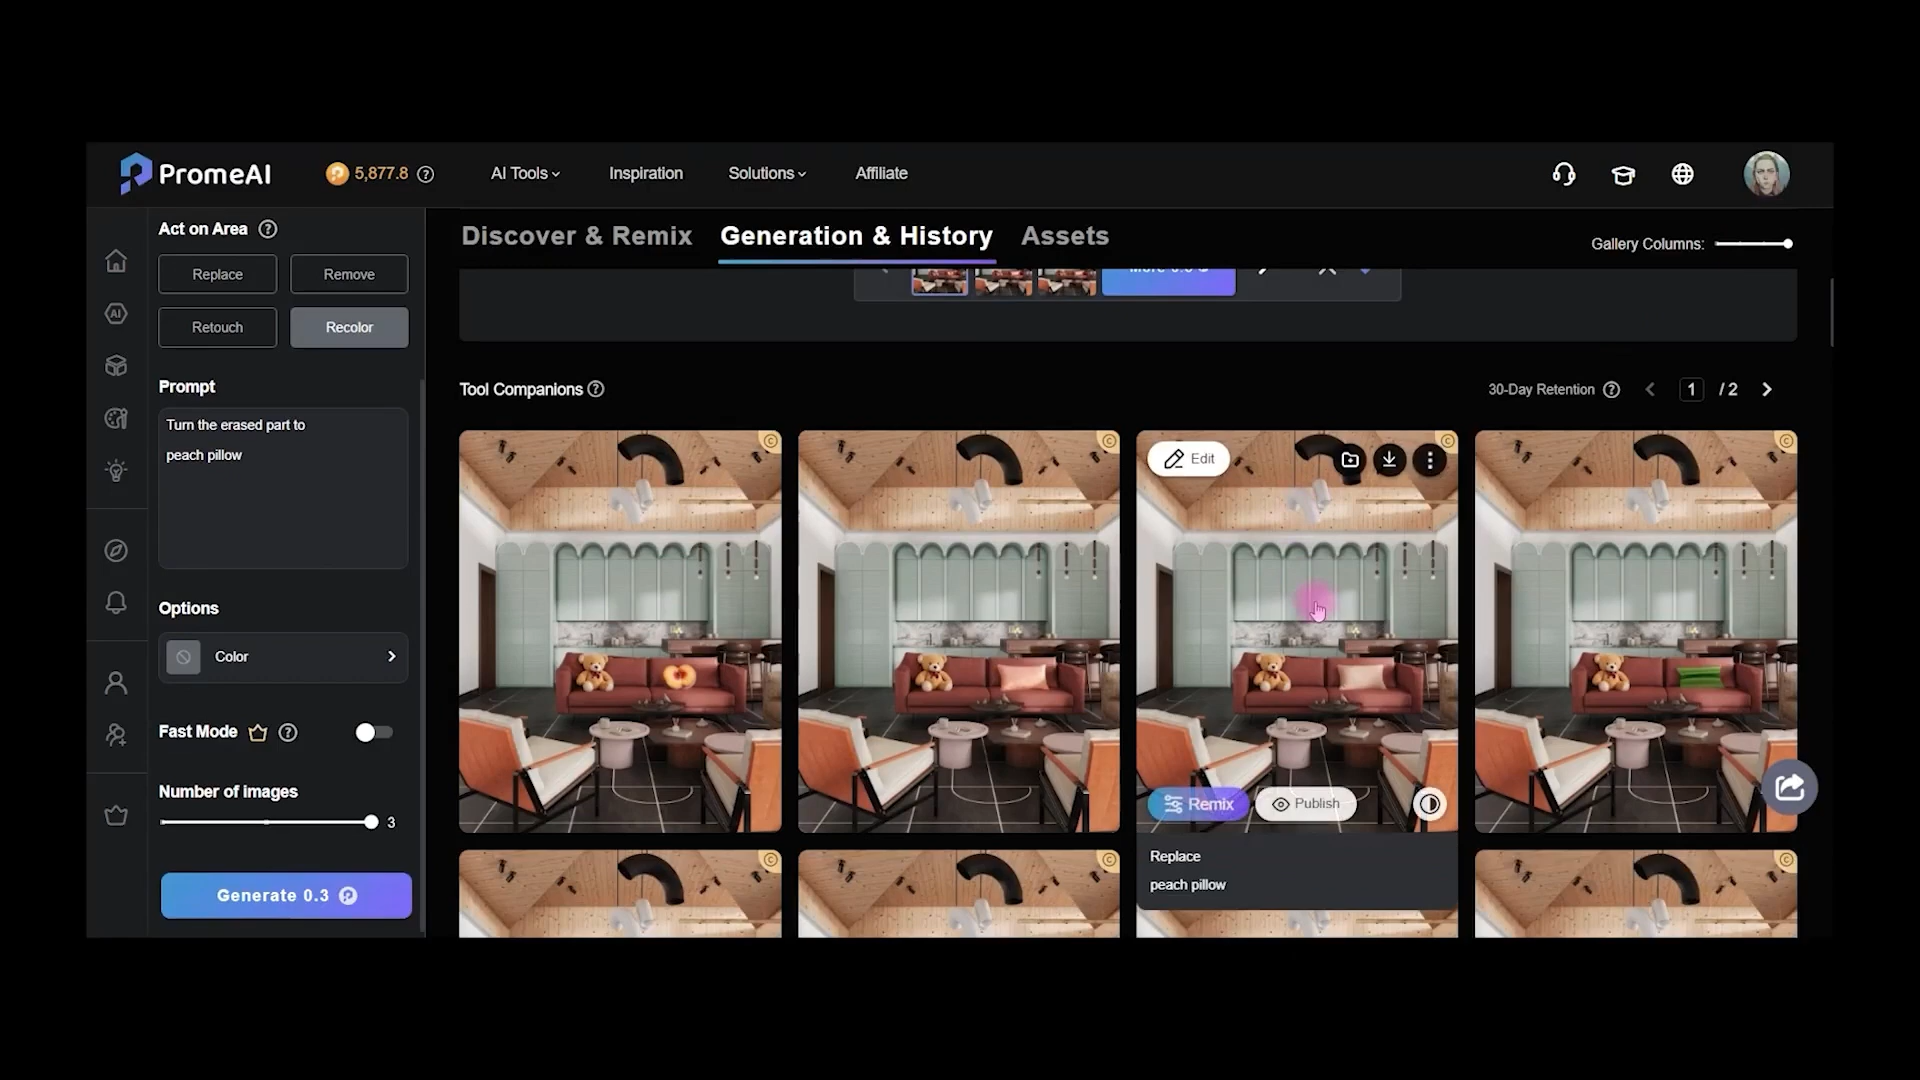 PromeAI
5,877.8
AI Tools
Inspiration
Solutions
Affiliate
Act on Area
Discover & Remix
Generation & History
Assets
Gallery Columns:
Replace
Remove
Retouch
Recolor
Prompt
Turn the erased part to
peach pillow
Options
Color
Fast Mode
Number of images
3
Generate 0.3
Tool Companions
30-Day Retention
1
/ 2
Edit
Remix
Publish
Replace
peach pillow